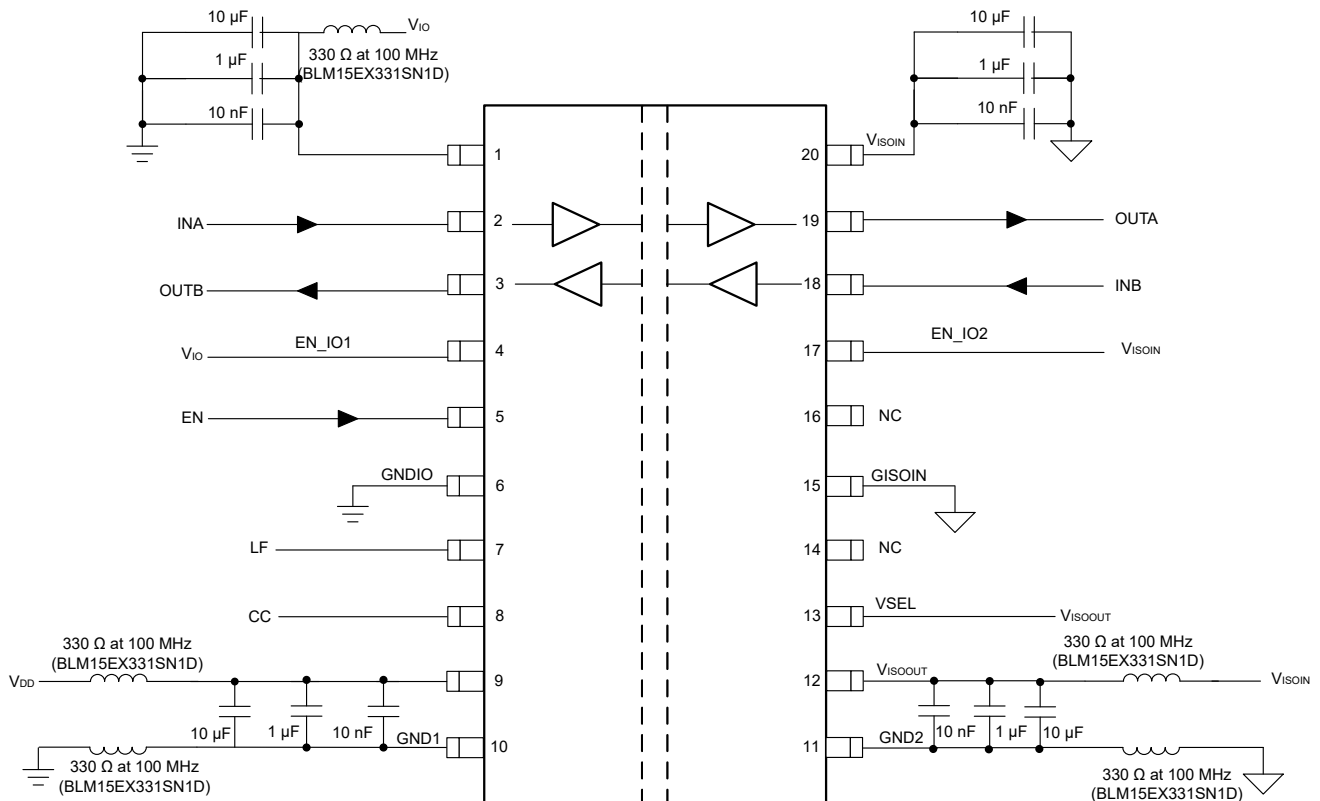 10 µF
VIO
330 Ω at 100 MHz
(BLM15EX331SN1D)
1 µF
10 nF
10 µF
1 µF
10 nF
VISOIN
1
20
INA
2
19
OUTA
OUTB
3
18
INB
VIO
EN_IO1
4
17
EN_IO2
VISOIN
EN
5
16
NC
GNDIO
6
15
GISOIN
LF
7
14
NC
CC
8
13
VSEL
VISOOUT
330 Ω at 100 MHz
(BLM15EX331SN1D)
VDD
9
10 µF
1 µF
10 nF
GND1
10
330 Ω at 100 MHz
(BLM15EX331SN1D)
12
VISOOUT
330 Ω at 100 MHz
(BLM15EX331SN1D)
VISOIN
10 nF
1 µF
10 µF
11
GND2
330 Ω at 100 MHz
(BLM15EX331SN1D)